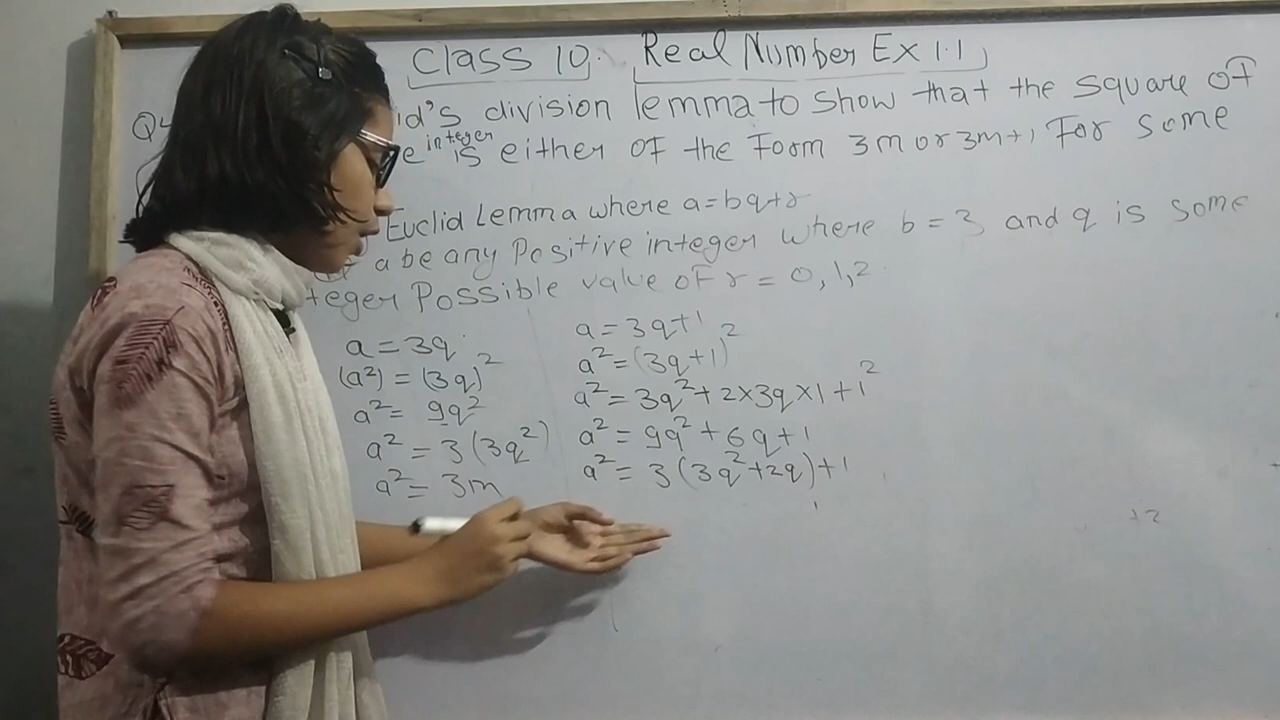 Class 10. Real Number Ex 1.1
Q4 id's division lemma to show that the square of
integer
e is either of the form 3m or 3m+1 For some
Euclid Lemma where a=bq+r
a be any Positive integer where b = 3 and q is some
teger Possible value of r = 0,1,2
a = 3q
(a²) = (3q)²
a² = 9q²
a² = 3(3q²)
a² = 3m
a = 3q+1
a² = (3q+1)²
a² = 3q²+2×3q×1+1²
a² = 9q²+6q+1
a² = 3(3q²+2q)+1
+2